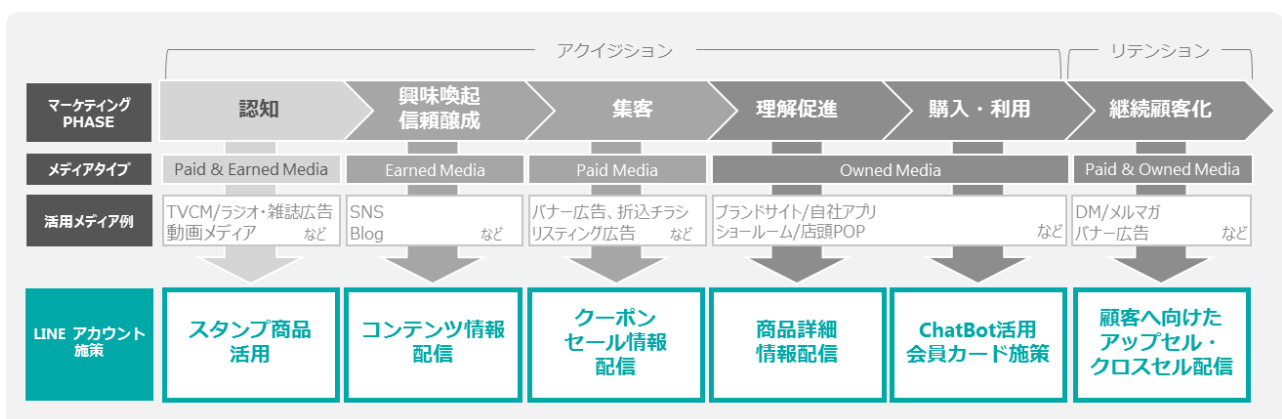 アクイジション
リテンション
マーケティング
PHASE
認知
興味喚起
信頼醸成
集客
理解促進
購入・利用
継続顧客化
メディアタイプ
Paid & Earned Media
Earned Media
Paid Media
Owned Media
Paid & Owned Media
活用メディア例
TVCM/ラジオ・雑誌広告
動画メディア など
SNS
Blog など
バナー広告、折込チラシ
リスティング広告 など
ブランドサイト/自社アプリ
ショールーム/店頭POP など
DM/メルマガ
バナー広告 など
LINE アカウント
施策
スタンプ商品
活用
コンテンツ情報
配信
クーポン
セール情報
配信
商品詳細
情報配信
ChatBot活用
会員カード施策
顧客へ向けた
アップセル・
クロスセル配信